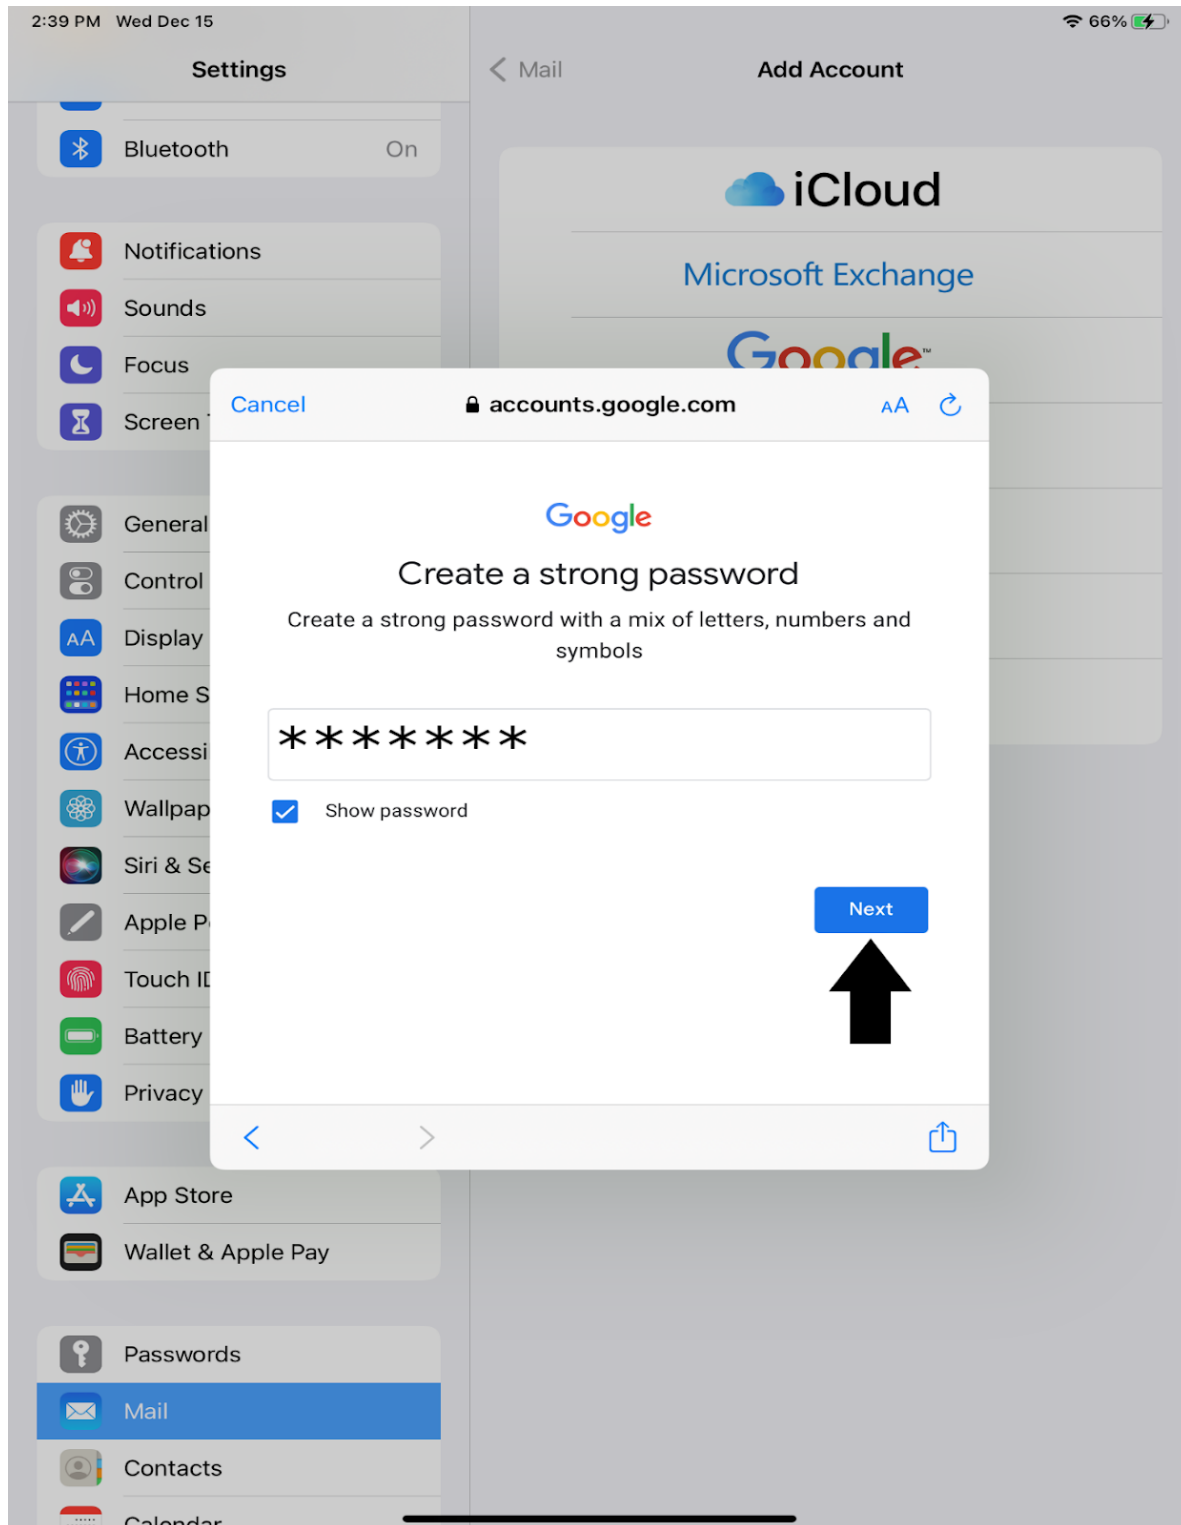 2:39 PM Wed Dec 15
66%
Settings
Mail
Add Account
Bluetooth On
Notifications
Sounds
Focus
Screen
General
Control
Display
Home S
Accessi
Wallpap
Siri & Se
Apple P
Touch ID
Battery
Privacy
App Store
Wallet & Apple Pay
Passwords
Mail
Contacts
Calendar
iCloud
Microsoft Exchange
Google™
Cancel
accounts.google.com
AA
Google
Create a strong password
Create a strong password with a mix of letters, numbers and
symbols
*******
Show password
Next